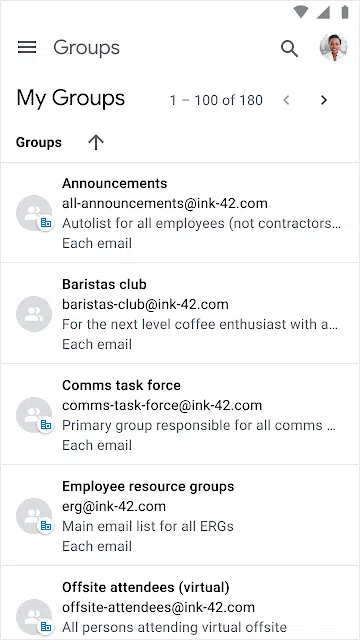 Groups
My Groups
1 – 100 of 180
Groups
Announcements
all-announcements@ink-42.com
Autolist for all employees (not contractors...
Each email
Baristas club
baristas-club@ink-42.com
For the next level coffee enthusiast with a...
Each email
Comms task force
comms-task-force@ink-42.com
Primary group responsible for all comms ...
Each email
Employee resource groups
erg@ink-42.com
Main email list for all ERGs
Each email
Offsite attendees (virtual)
offsite-attendees@ink-42.com
All persons attending virtual offsite